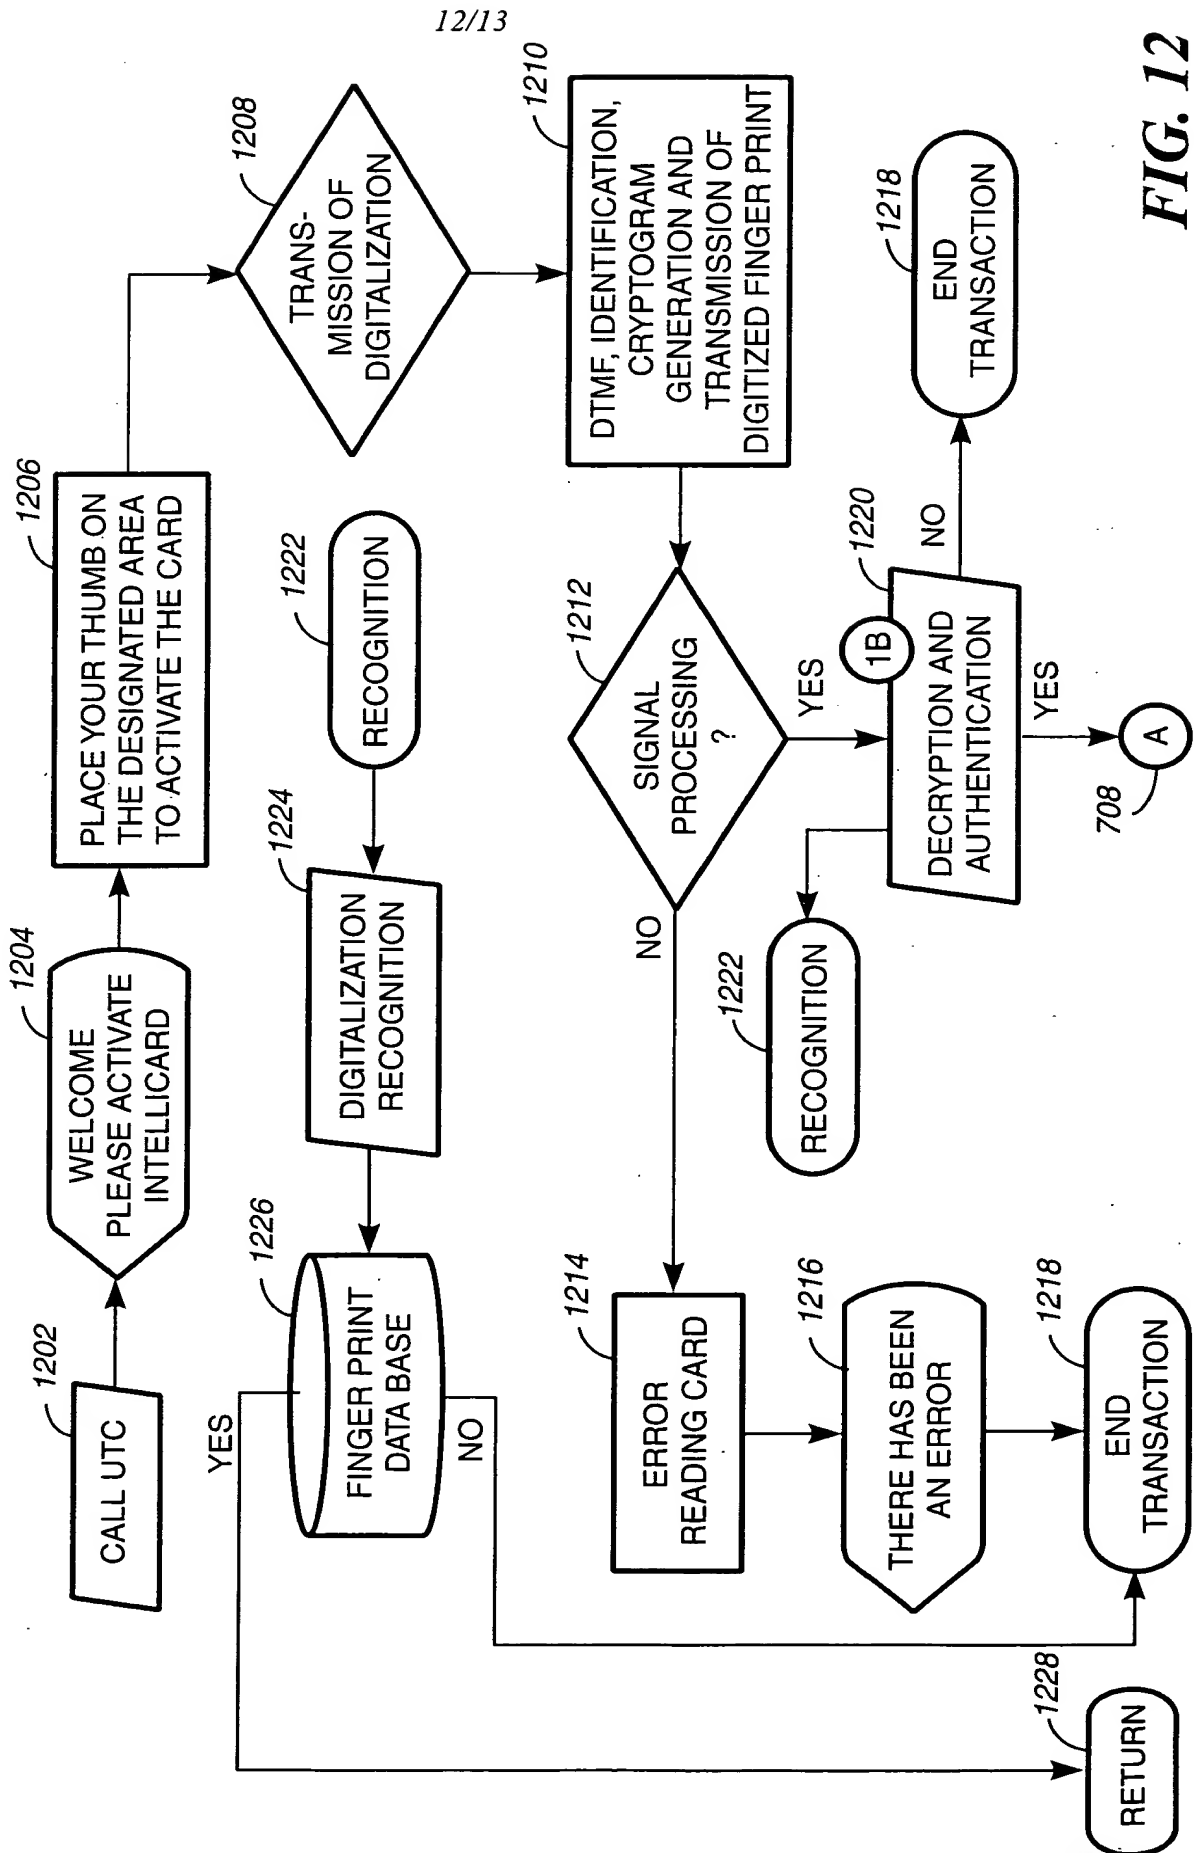 12/13
1202
CALL UTC
1204
WELCOME
PLEASE ACTIVATE
INTELLICARD
1206
PLACE YOUR THUMB ON
THE DESIGNATED AREA
TO ACTIVATE THE CARD
1208
TRANS-
MISSION OF
DIGITALIZATION
1210
DTMF, IDENTIFICATION,
CRYPTOGRAM
GENERATION AND
TRANSMISSION OF
DIGITIZED FINGER PRINT
1222
RECOGNITION
1224
DIGITALIZATION
RECOGNITION
1226
FINGER PRINT
DATA BASE
YES
NO
1212
SIGNAL
PROCESSING
?
NO
YES
1214
ERROR
READING CARD
1216
THERE HAS BEEN
AN ERROR
1218
END
TRANSACTION
1222
RECOGNITION
1B
1220
DECRYPTION AND
AUTHENTICATION
NO
YES
1218
END
TRANSACTION
A
708
1228
RETURN
FIG. 12